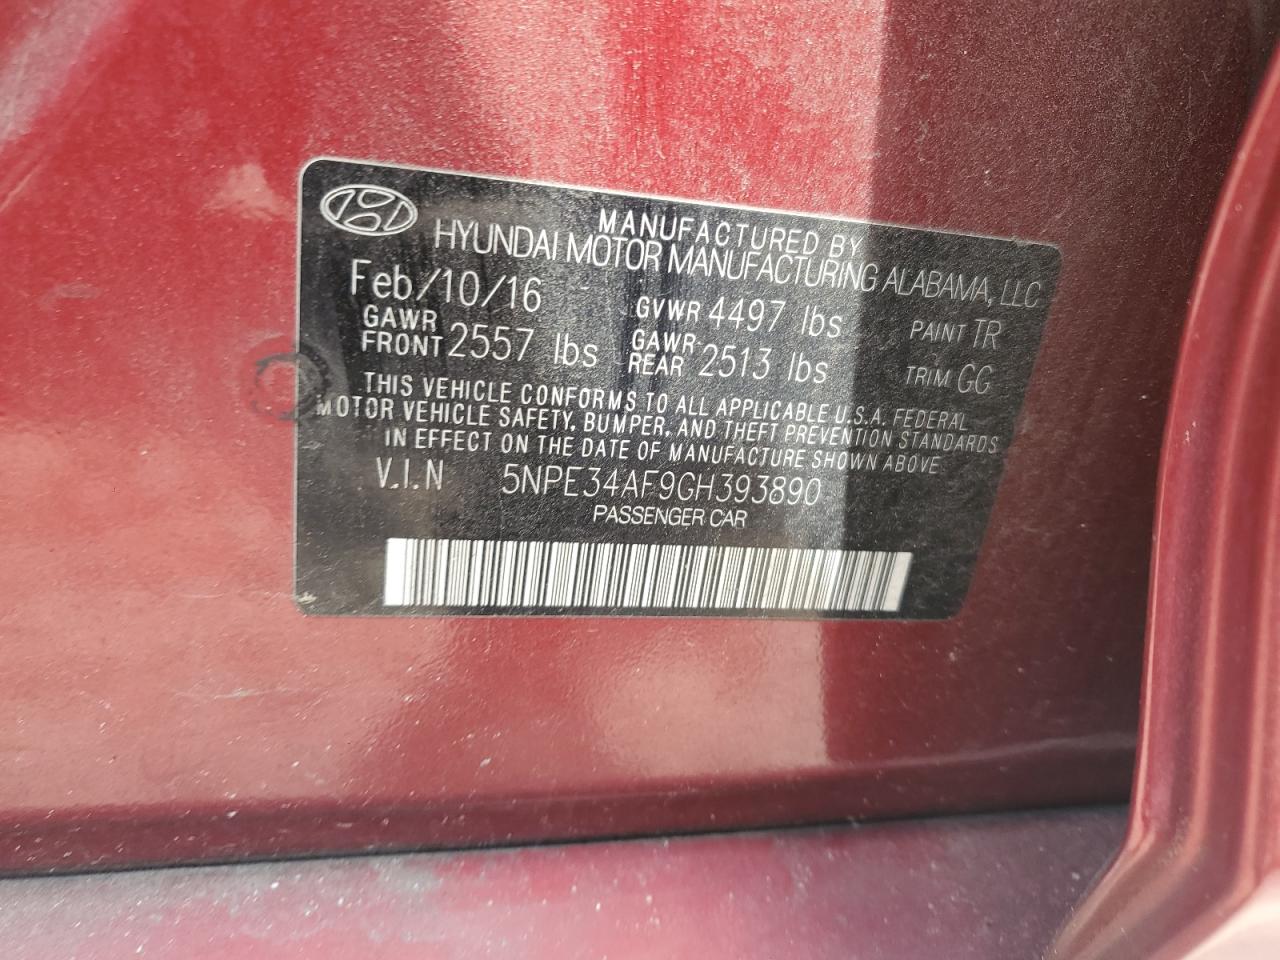 MANUFACTURED BY
HYUNDAI MOTOR MANUFACTURING ALABAMA, LLC
Feb/10/16 GVWR 4497 lbs PAINT TR
GAWR FRONT 2557 lbs GAWR REAR 2513 lbs TRIM GG
THIS VEHICLE CONFORMS TO ALL APPLICABLE U.S.A. FEDERAL
MOTOR VEHICLE SAFETY, BUMPER, AND THEFT PREVENTION STANDARDS
IN EFFECT ON THE DATE OF MANUFACTURE SHOWN ABOVE
V.I.N 5NPE34AF9GH393890
PASSENGER CAR